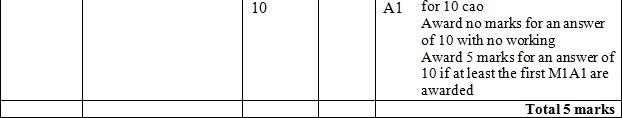 10 A1 for 10 cao
Award no marks for an answer
of 10 with no working
Award 5 marks for an answer of
10 if at least the first M1A1 are
awarded
Total 5 marks